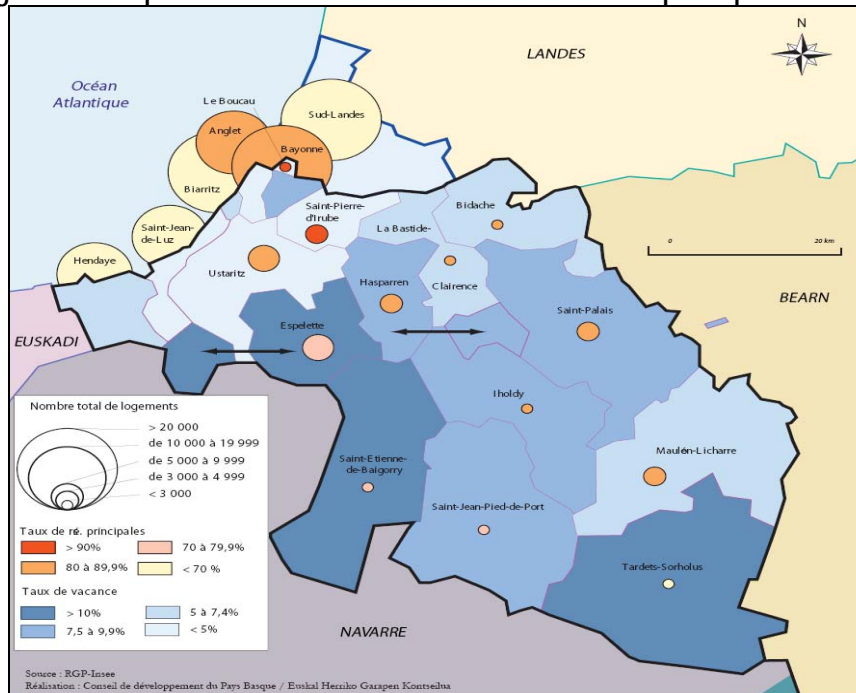 N
LANDES
Océan
Atlantique
Le Boucau
Sud-Landes
Anglet
Bayonne
Biarritz
Saint-Pierre-
d'Irube
Bidache
La Bastide-
Saint-Jean-
de-Luz
0 20 km
Hendaye
Ustaritz
Hasparren
Clairence
BEARN
Saint-Palais
Espelette
EUSKADI
Iholdy
Nombre total de logements
> 20 000
de 10 000 à 19 999
de 5 000 à 9 999
de 3 000 à 4 999
< 3 000
Mauléon-Licharre
Saint-Etienne-
de-Baigorry
Saint-Jean-Pied-de-Port
Taux de ré. principales
> 90% 70 à 79,9%
80 à 89,9% < 70 %
Tardets-Sorholus
Taux de vacance
> 10% 5 à 7,4%
7,5 à 9,9% < 5%
NAVARRE
Source : RGP-Insee
Réalisation : Conseil de développement du Pays Basque / Euskal Herriko Garapen Kontseilua